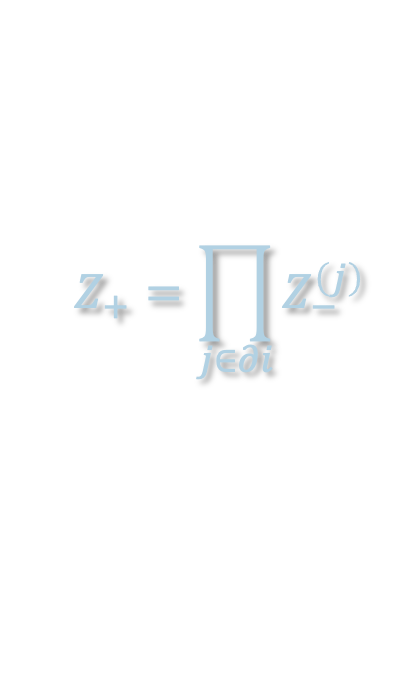 Z₊ = ∏_{j∈∂i} Z₋^{(j)}